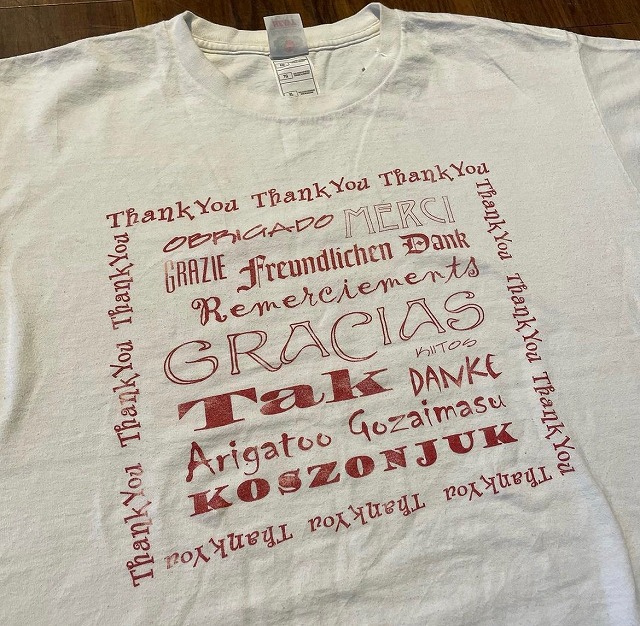 ThankYou ThankYou ThankYou
OBRIGADO MERCI
GRAZIE Freundlichen Dank
Remerciements
GRACIAS
KIITOS
Tak DANKE
Arigatoo Gozaimasu
KOSZONJUK
ThankYou ThankYou ThankYou
ThankYou ThankYou ThankYou
ThankYou ThankYou ThankYou ThankYou